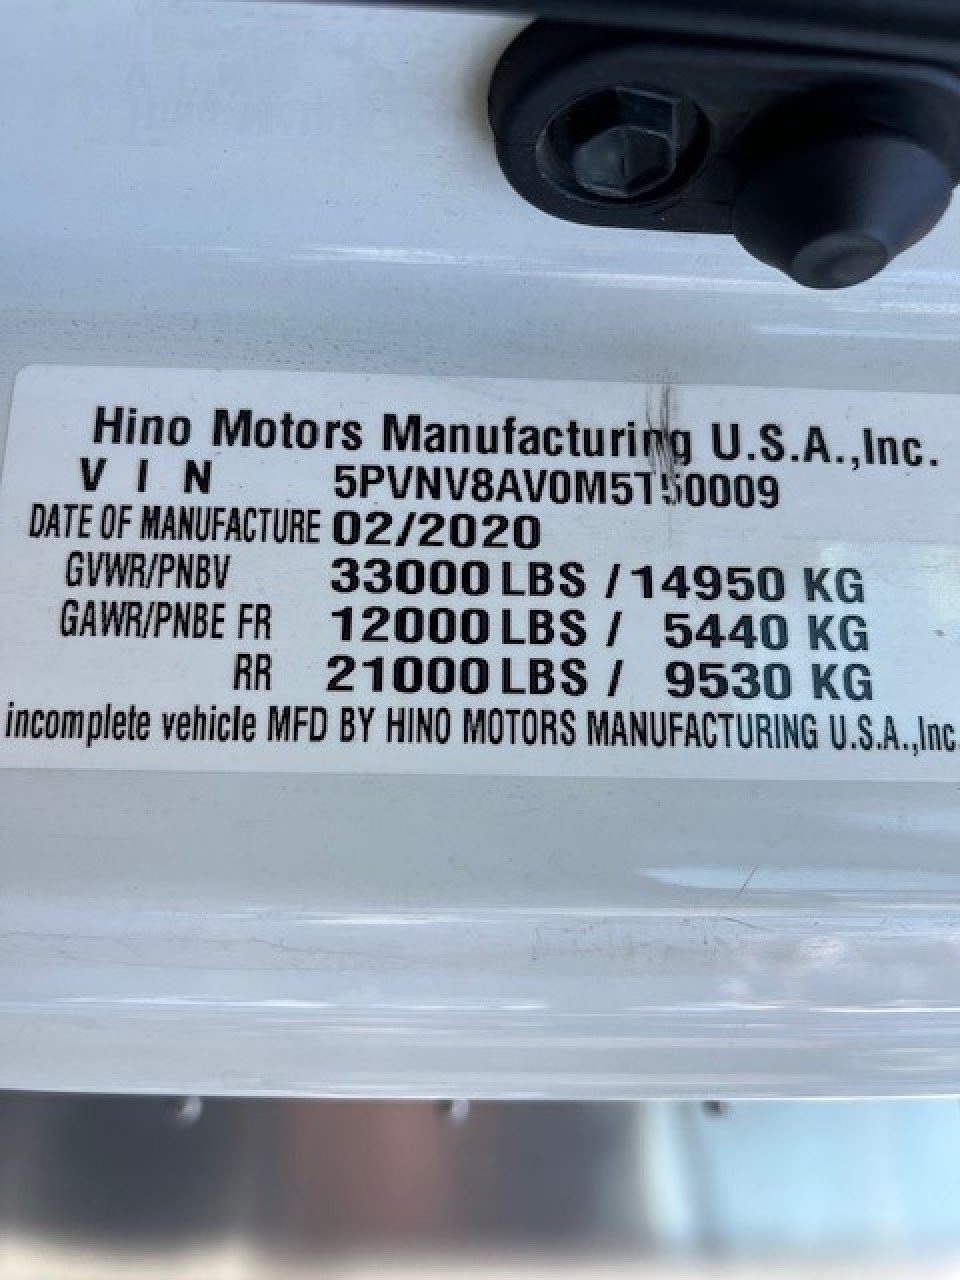 Hino Motors Manufacturing U.S.A.,Inc.
V I N 5PVNV8AV0M5T50009
DATE OF MANUFACTURE 02/2020
GVWR/PNBV 33000 LBS / 14950 KG
GAWR/PNBE FR 12000 LBS / 5440 KG
RR 21000 LBS / 9530 KG
incomplete vehicle MFD BY HINO MOTORS MANUFACTURING U.S.A.,Inc.